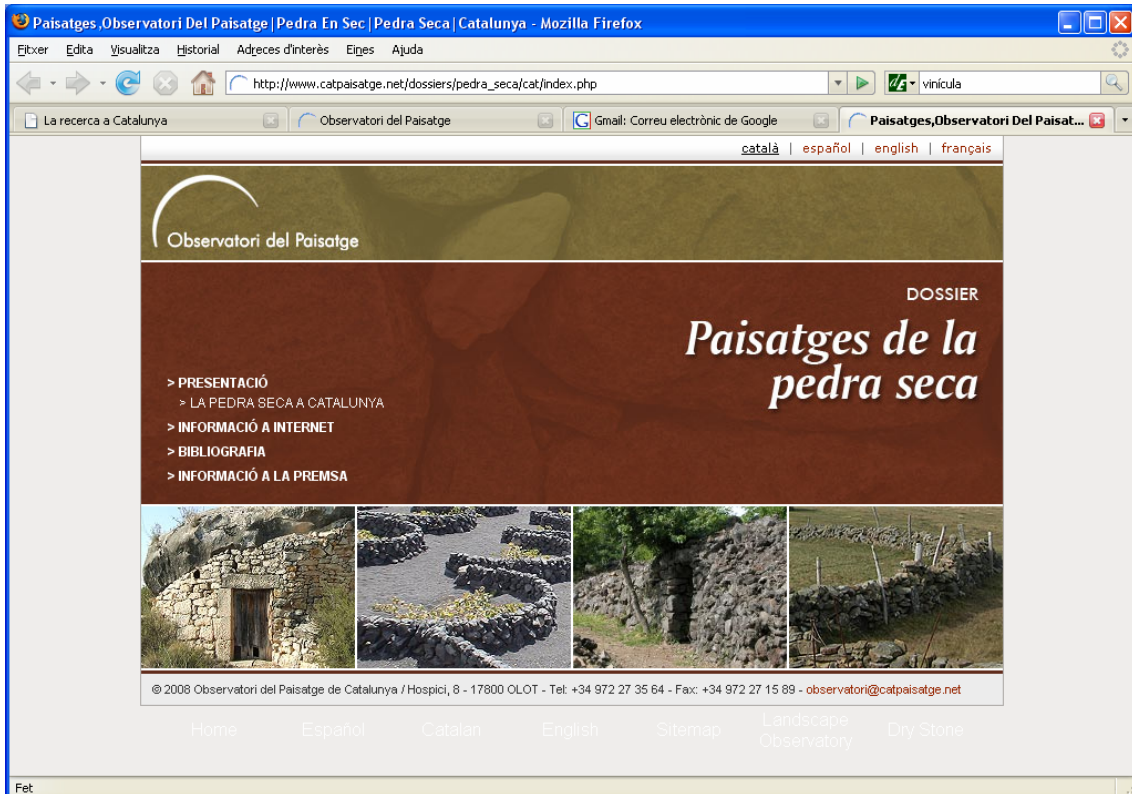 Paisatges,Observatori Del Paisatge|Pedra En Sec|Pedra Seca|Catalunya - Mozilla Firefox
Fitxer Edita Visualitza Historial Adreces d'interès Eines Ajuda
http://www.catpaisatge.net/dossiers/pedra_seca/cat/index.php vinícula
La recerca a Catalunya Observatori del Paisatge Gmail: Correu electrònic de Google Paisatges,Observatori Del Paisat...
català | español | english | français
Observatori del Paisatge
DOSSIER
Paisatges de la
pedra seca
> PRESENTACIÓ
> LA PEDRA SECA A CATALUNYA
> INFORMACIÓ A INTERNET
> BIBLIOGRAFIA
> INFORMACIÓ A LA PREMSA
© 2008 Observatori del Paisatge de Catalunya / Hospici, 8 - 17800 OLOT - Tel: +34 972 27 35 64 - Fax: +34 972 27 15 89 - observatori@catpaisatge.net
Home Español Catalan English Sitemap Landscape Observatory Dry Stone
Fet